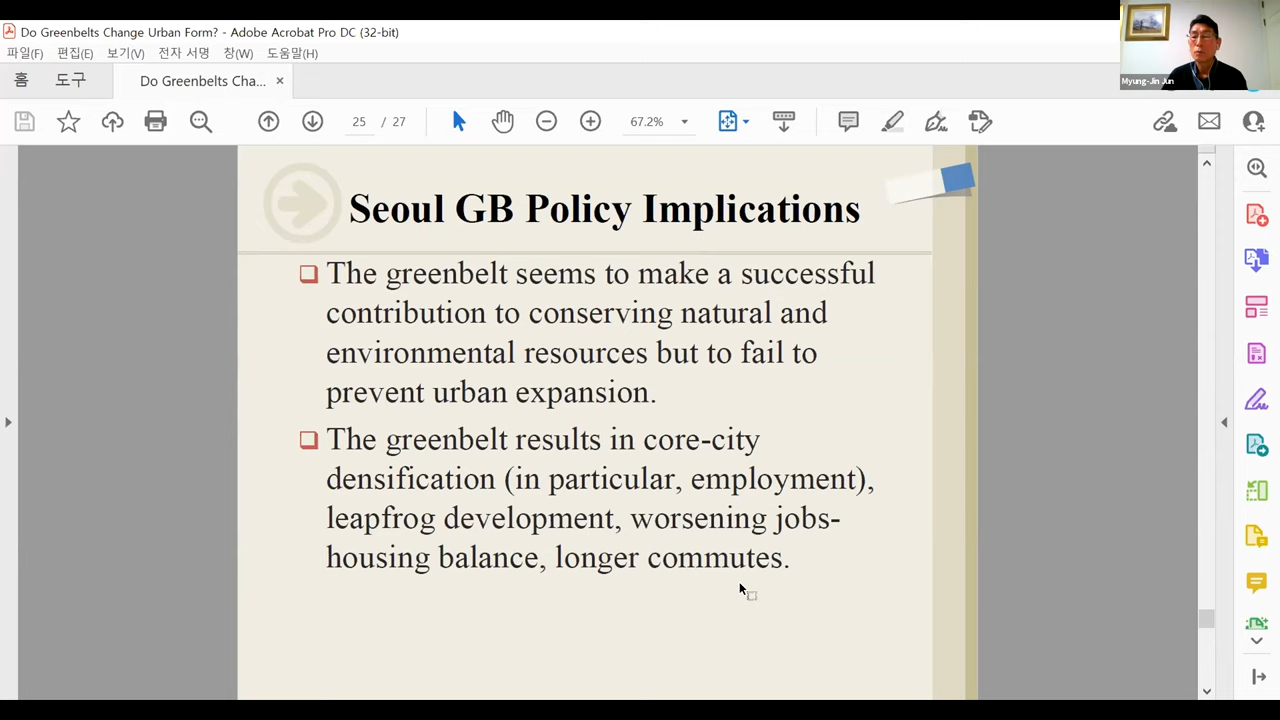 Do Greenbelts Change Urban Form? - Adobe Acrobat Pro DC (32-bit)
파일(F) 편집(E) 보기(V) 전자 서명 창(W) 도움말(H)
홈 도구 Do Greenbelts Cha... ×
25 / 27 67.2%
Myung-Jin Jun
Seoul GB Policy Implications
The greenbelt seems to make a successful
contribution to conserving natural and
environmental resources but to fail to
prevent urban expansion.
The greenbelt results in core-city
densification (in particular, employment),
leapfrog development, worsening jobs-
housing balance, longer commutes.